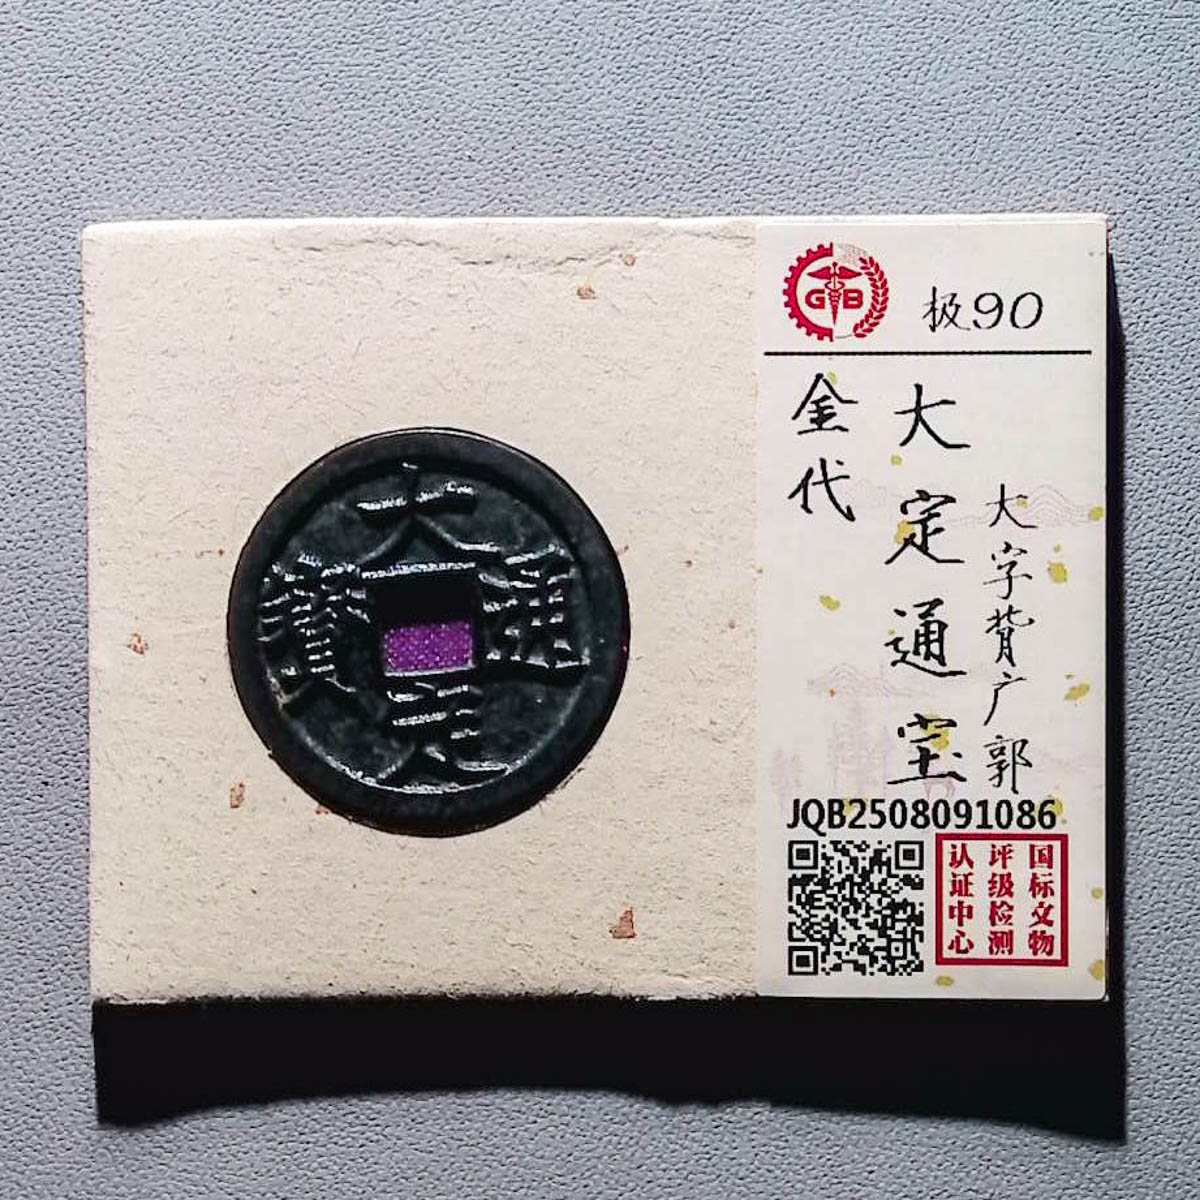 大定通寶
GB
极90
金代
大定通宝
大字背广郭
JQB2508091086
国标文物
评级检测
认证中心